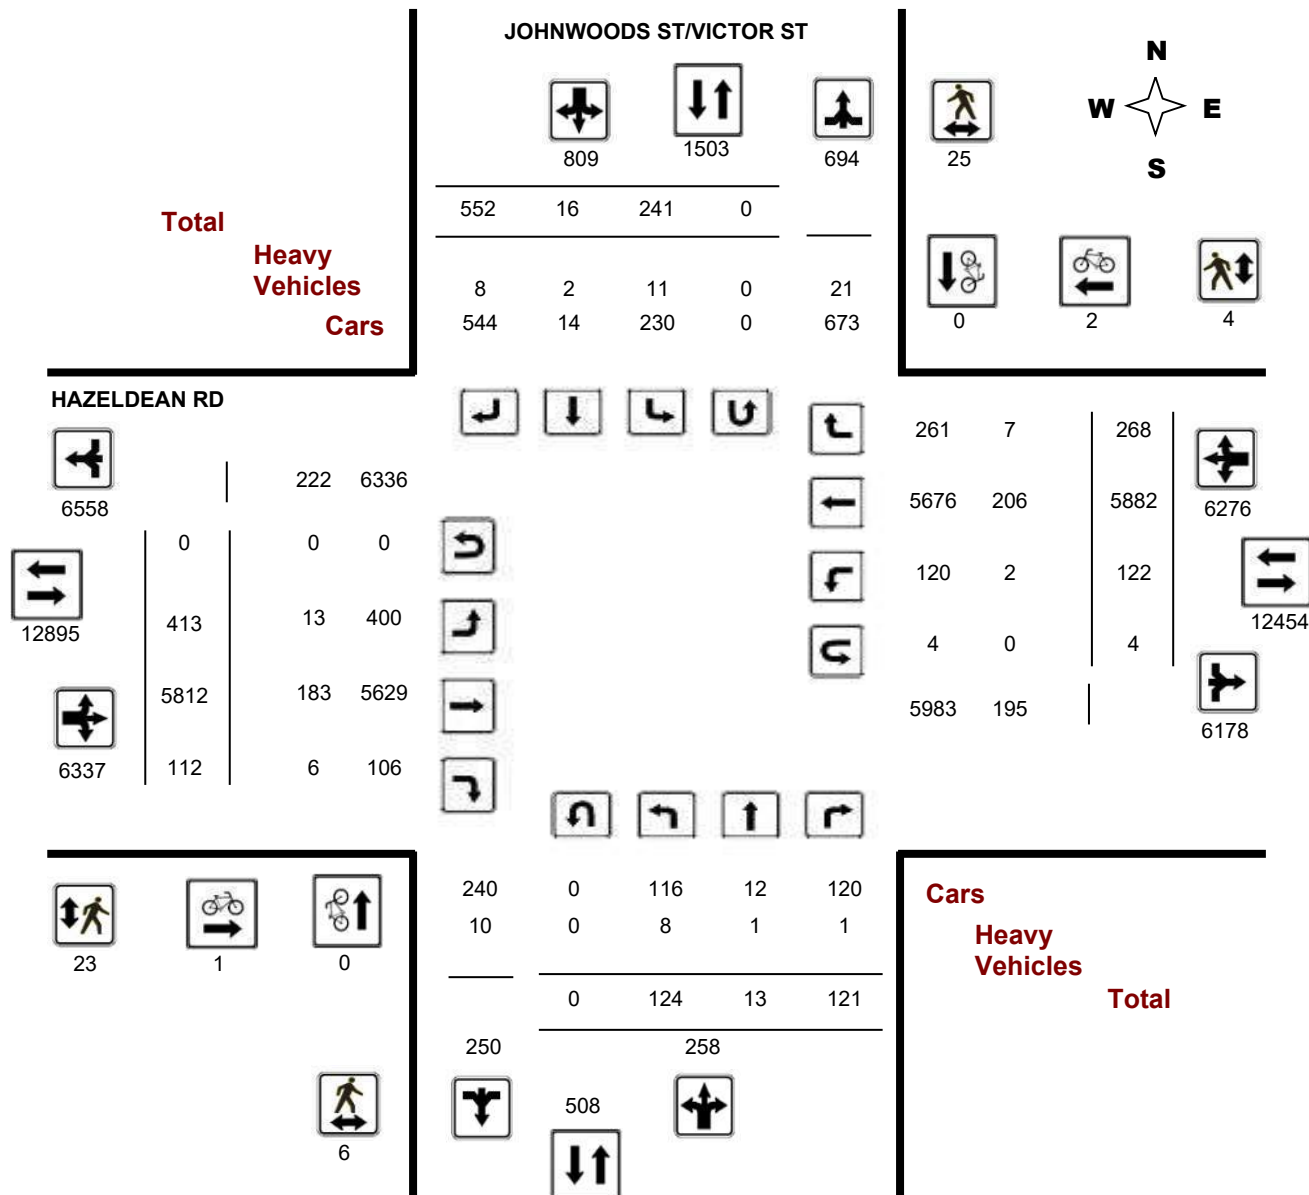 JOHNWOODS ST/VICTOR ST
N
W E
S
809 1503 694 25
552 16 241 0
Total
Heavy
Vehicles
8 2 11 0 21
Cars
544 14 230 0 673
0 2 4
HAZELDEAN RD
6558
222 6336
0 0 0
12895
413 13 400
5812 183 5629
6337
112 6 106
261 7 268
6276
5676 206 5882
120 2 122
12454
4 0 4
5983 195
6178
240 0 116 12 120
10 0 8 1 1
0 124 13 121
250 258
508
23 1 0
6
Cars
Heavy
Vehicles
Total